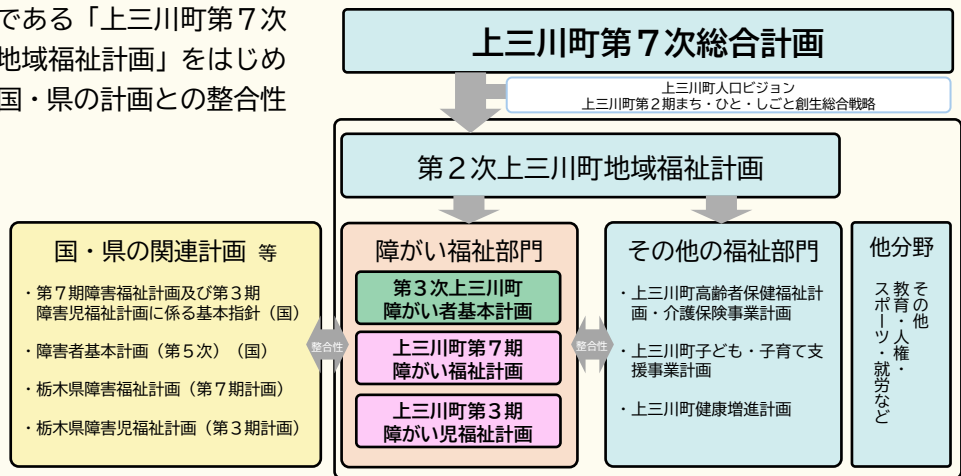 である「上三川町第7次
地域福祉計画」をはじめ
国・県の計画との整合性
上三川町第7次総合計画
上三川町人口ビジョン
上三川町第2期まち・ひと・しごと創生総合戦略
第2次上三川町地域福祉計画
国・県の関連計画 等
・第7期障害福祉計画及び第3期
障害児福祉計画に係る基本指針（国）
・障害者基本計画（第5次）（国）
・栃木県障害福祉計画（第7期計画）
・栃木県障害児福祉計画（第3期計画）
整合性
障がい福祉部門
第3次上三川町
障がい者基本計画
上三川町第7期
障がい福祉計画
上三川町第3期
障がい児福祉計画
整合性
その他の福祉部門
・上三川町高齢者保健福祉計
画・介護保険事業計画
・上三川町子ども・子育て支
援事業計画
・上三川町健康増進計画
他分野
その他
教育・人権・
スポーツ・就労など